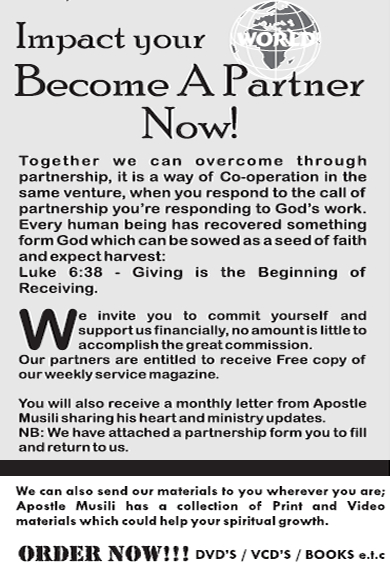 Impact your WORLD
Become A Partner
Now!
Together we can overcome through
partnership, it is a way of Co-operation in the
same venture, when you respond to the call of
partnership you're responding to God's work.
Every human being has recovered something
form God which can be sowed as a seed of faith
and expect harvest:
Luke 6:38 - Giving is the Beginning of
Receiving.
We invite you to commit yourself and
support us financially, no amount is little to
accomplish the great commission.
Our partners are entitled to receive Free copy of
our weekly service magazine.
You will also receive a monthly letter from Apostle
Musili sharing his heart and ministry updates.
NB: We have attached a partnership form you to fill
and return to us.
We can also send our materials to you wherever you are;
Apostle Musili has a collection of Print and Video
materials which could help your spiritual growth.
ORDER NOW!!! DVD'S / VCD'S / BOOKS e.t.c